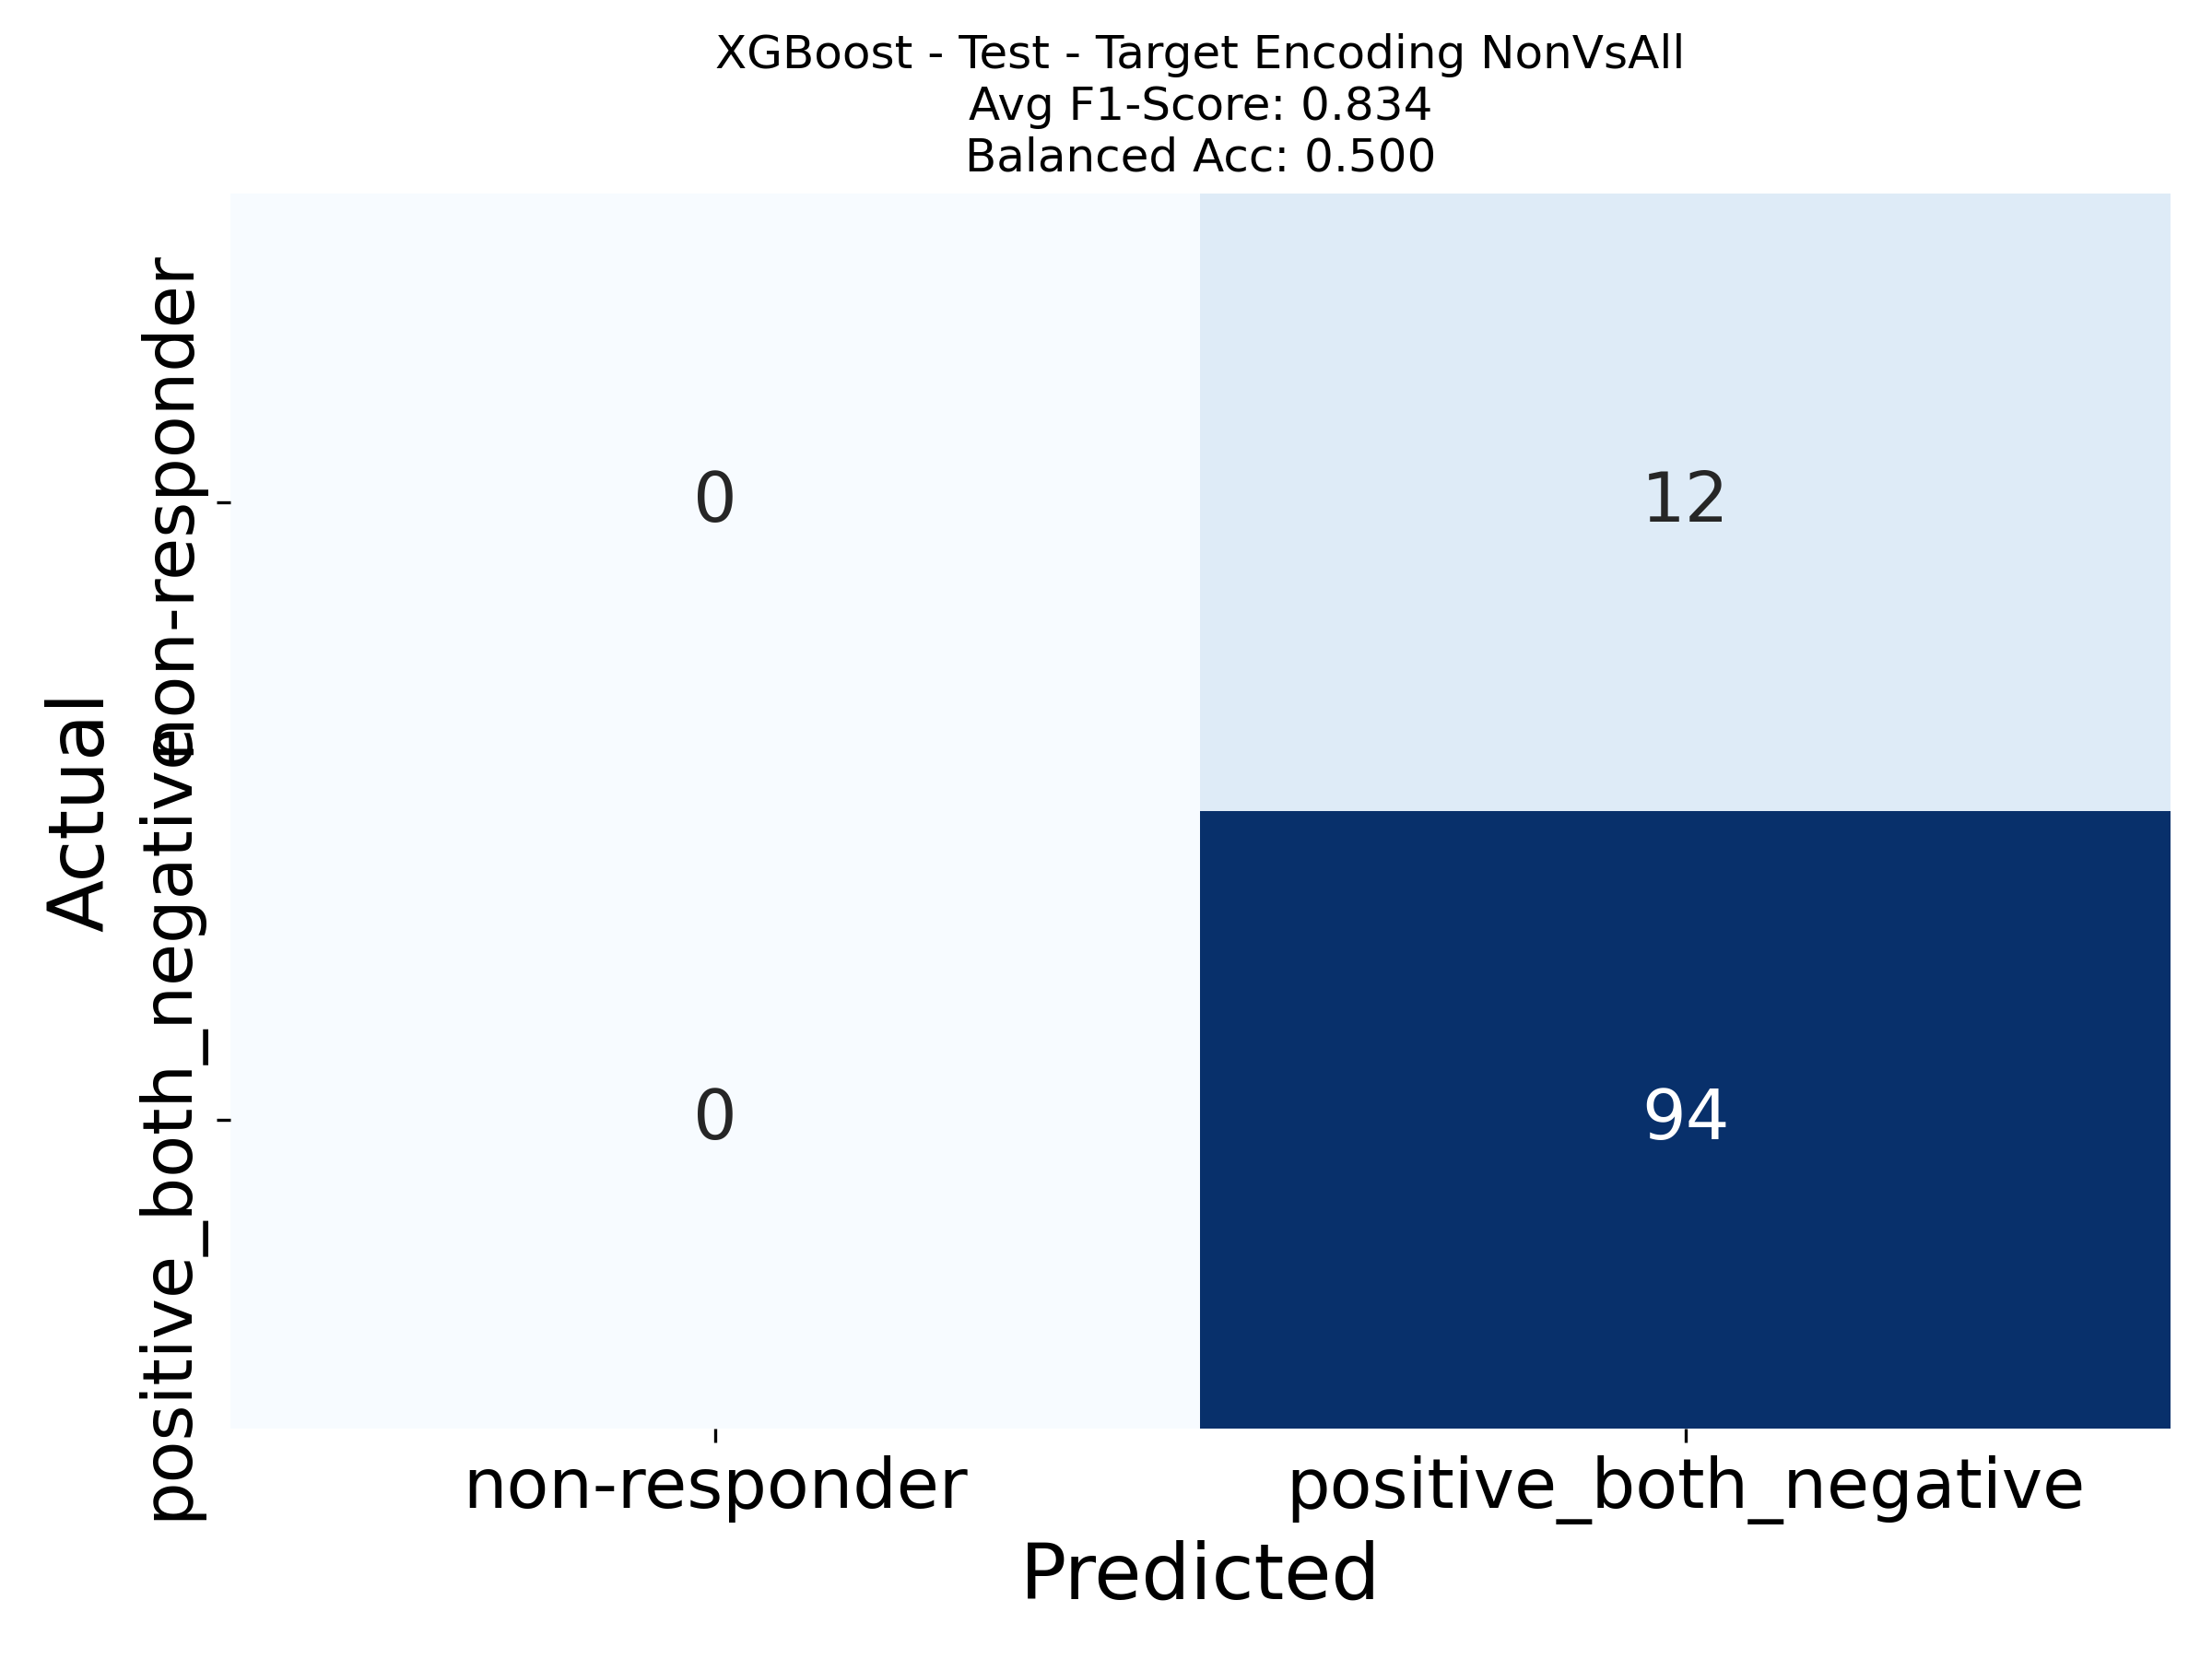 XGBoost - Test - Target Encoding NonVsAll
Avg F1-Score: 0.834
Balanced Acc: 0.500
Actual
non-responder
0
12
positive_both_negative
0
94
non-responder
positive_both_negative
Predicted